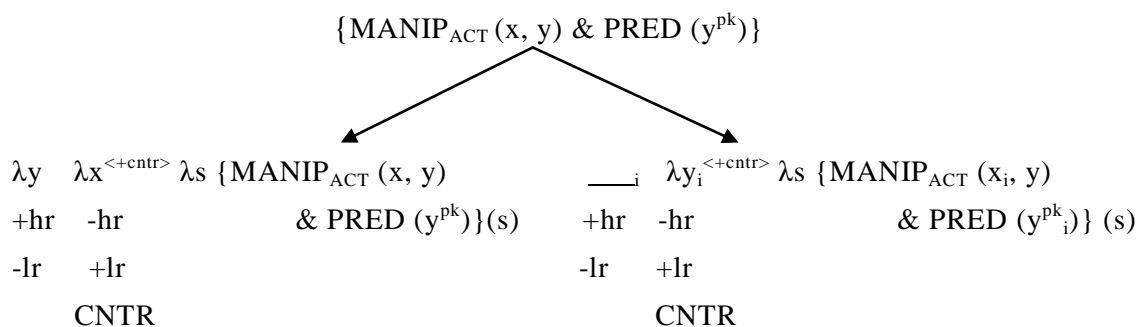 {MANIP_ACT (x, y) & PRED (y^pk)}
λy λx^<+cntr> λs {MANIP_ACT (x, y) ___i λy_i^<+cntr> λs {MANIP_ACT (x_i, y)
+hr -hr & PRED (y^pk)}(s) +hr -hr & PRED (y^pk_i)} (s)
-lr +lr -lr +lr
CNTR CNTR